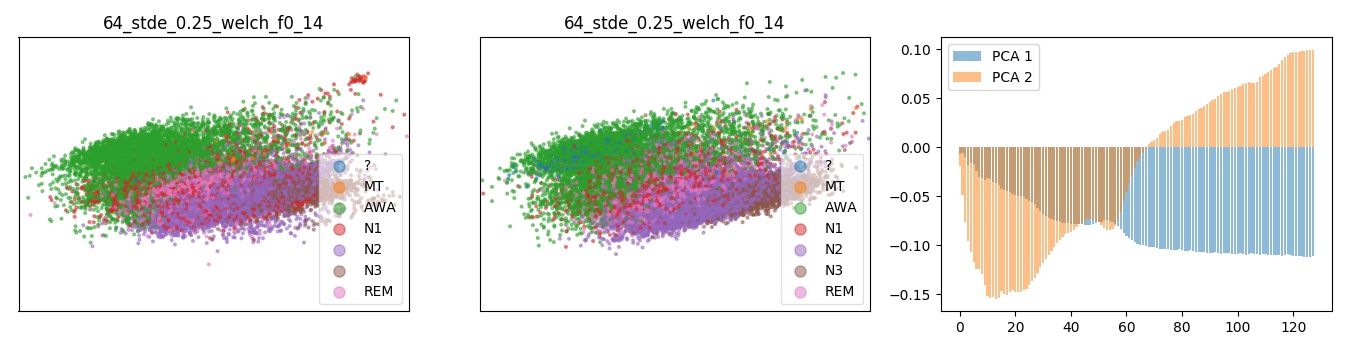 64_stde_0.25_welch_f0_14
?
MT
AWA
N1
N2
N3
REM
64_stde_0.25_welch_f0_14
?
MT
AWA
N1
N2
N3
REM
PCA 1
PCA 2
0.10
0.05
0.00
−0.05
−0.10
−0.15
0 20 40 60 80 100 120